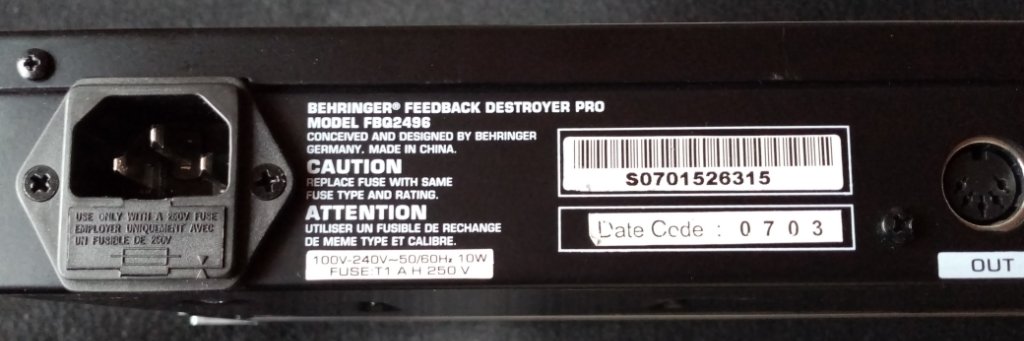 BEHRINGER® FEEDBACK DESTROYER PRO
MODEL FBQ2496
CONCEIVED AND DESIGNED BY BEHRINGER
GERMANY. MADE IN CHINA.
CAUTION
REPLACE FUSE WITH SAME
FUSE TYPE AND RATING.
ATTENTION
UTILISER UN FUSIBLE DE RECHANGE
DE MEME TYPE ET CALIBRE.
100V-240V~50/60Hz 10W
FUSE:T1 A H 250 V
USE ONLY WITH A 250V FUSE
EMPLOYER UNIQUEMENT AVEC
UN FUSIBLE DE 250V
S0701526315
Date Code : 0 7 0 3
OUT